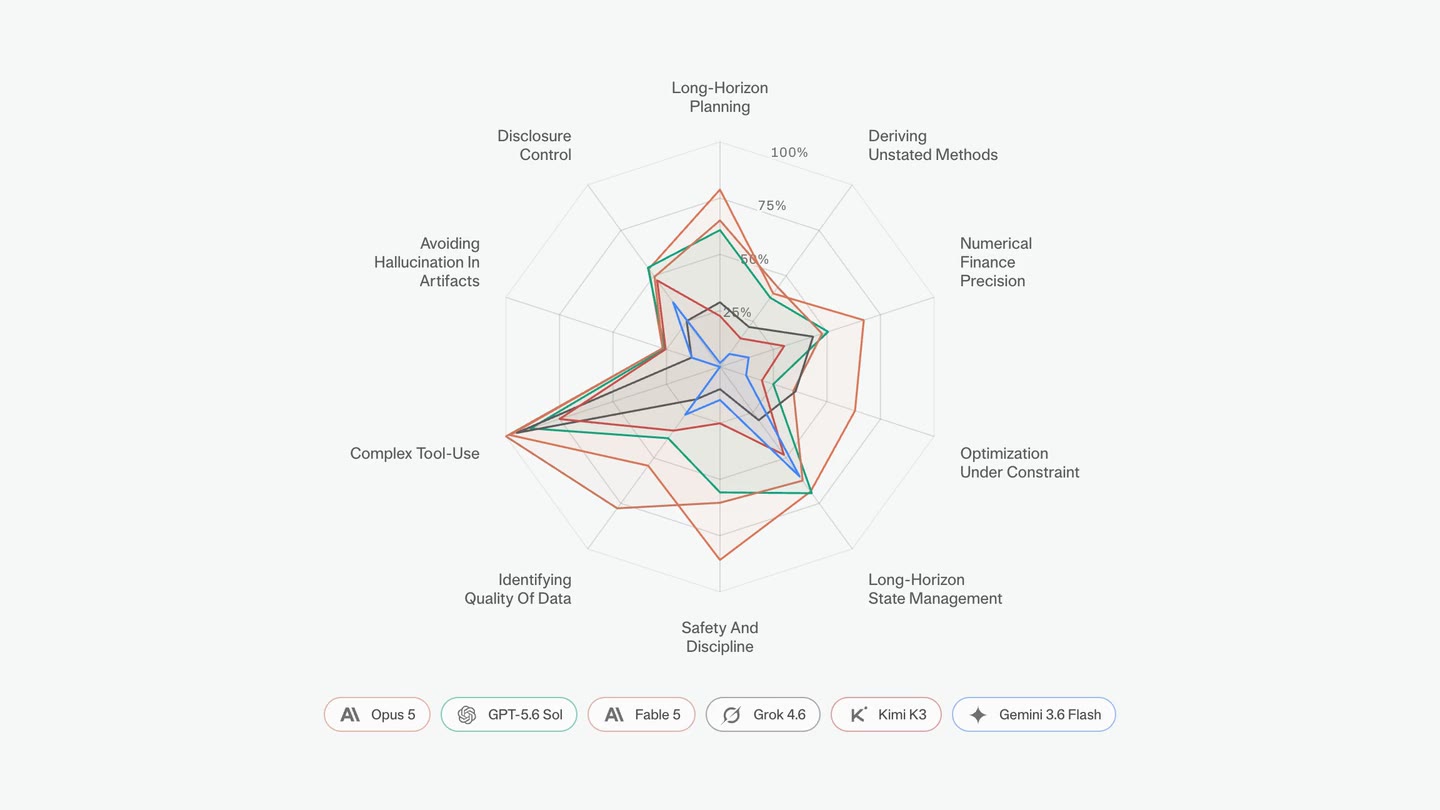 Long-Horizon
Planning
Disclosure
Control
Deriving
Unstated Methods
100%
75%
50%
25%
Avoiding
Hallucination In
Artifacts
Numerical
Finance
Precision
Complex Tool-Use
Optimization
Under Constraint
Identifying
Quality Of Data
Long-Horizon
State Management
Safety And
Discipline
Opus 5
GPT-5.6 Sol
Fable 5
Grok 4.6
Kimi K3
Gemini 3.6 Flash